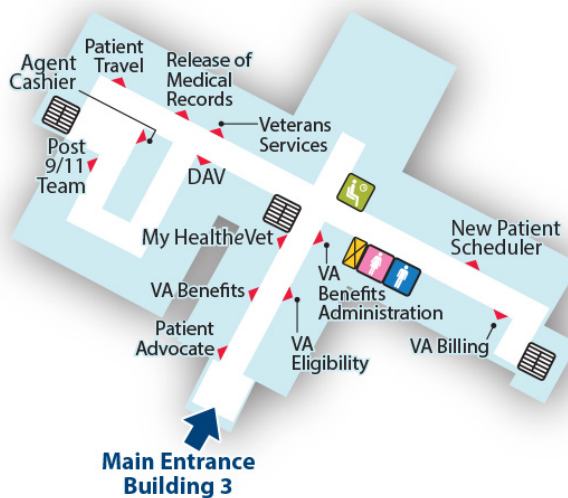 Patient
Travel
Agent
Cashier
Release of
Medical
Records
Veterans
Services
Post
9/11
Team
DAV
My HealtheVet
New Patient
Scheduler
VA Benefits
VA
Benefits
Administration
Patient
Advocate
VA
Eligibility
VA Billing
Main Entrance
Building 3